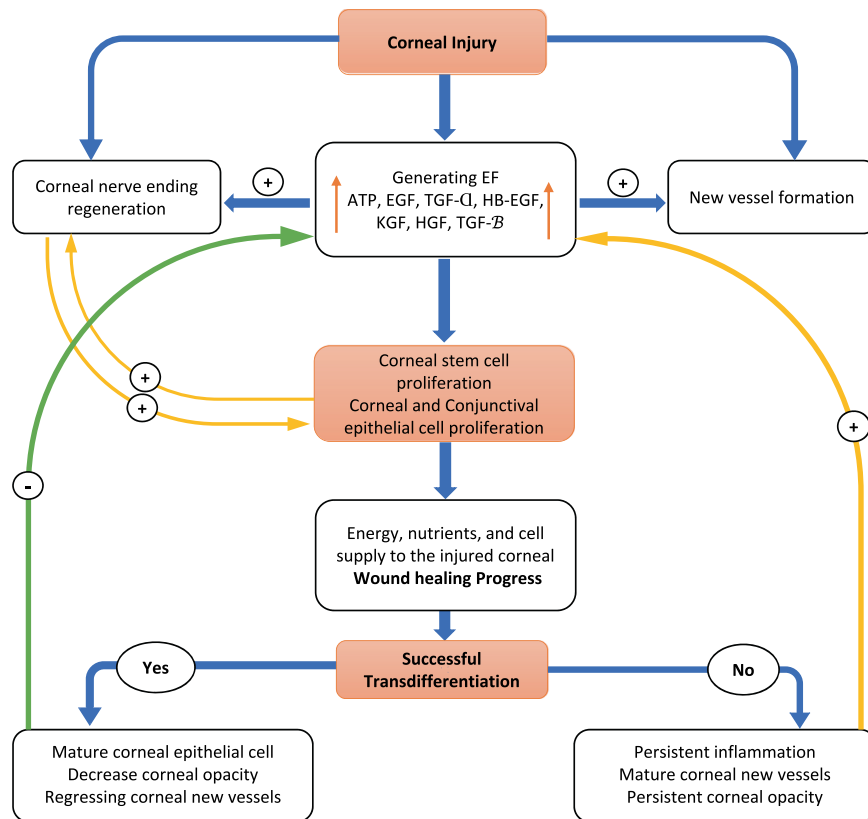 Corneal Injury
Corneal nerve ending
regeneration
+
Generating EF
ATP, EGF, TGF-ℂI, HB-EGF,
KGF, HGF, TGF-ℬ
+
New vessel formation
Corneal stem cell
proliferation
Corneal and Conjunctival
epithelial cell proliferation
+
+
+
-
Energy, nutrients, and cell
supply to the injured corneal
Wound healing Progress
Yes
Successful
Transdifferentiation
No
Mature corneal epithelial cell
Decrease corneal opacity
Regressing corneal new vessels
Persistent inflammation
Mature corneal new vessels
Persistent corneal opacity